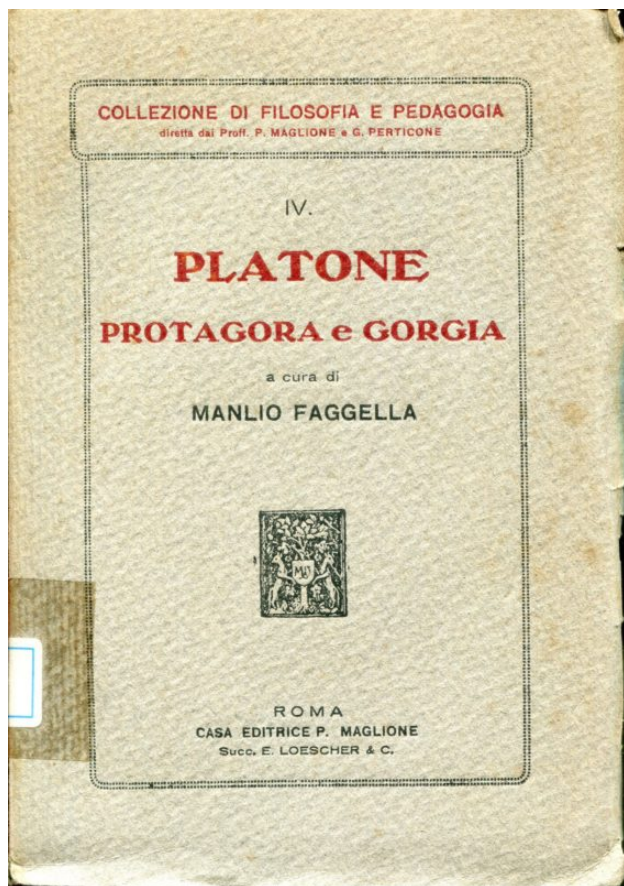 COLLEZIONE DI FILOSOFIA E PEDAGOGIA
diretta dai Proff. P. MAGLIONE e G. PERTICONE
IV.
PLATONE
PROTAGORA e GORGIA
a cura di
MANLIO FAGGELLA
ROMA
CASA EDITRICE P. MAGLIONE
Succ. E. LOESCHER & C.